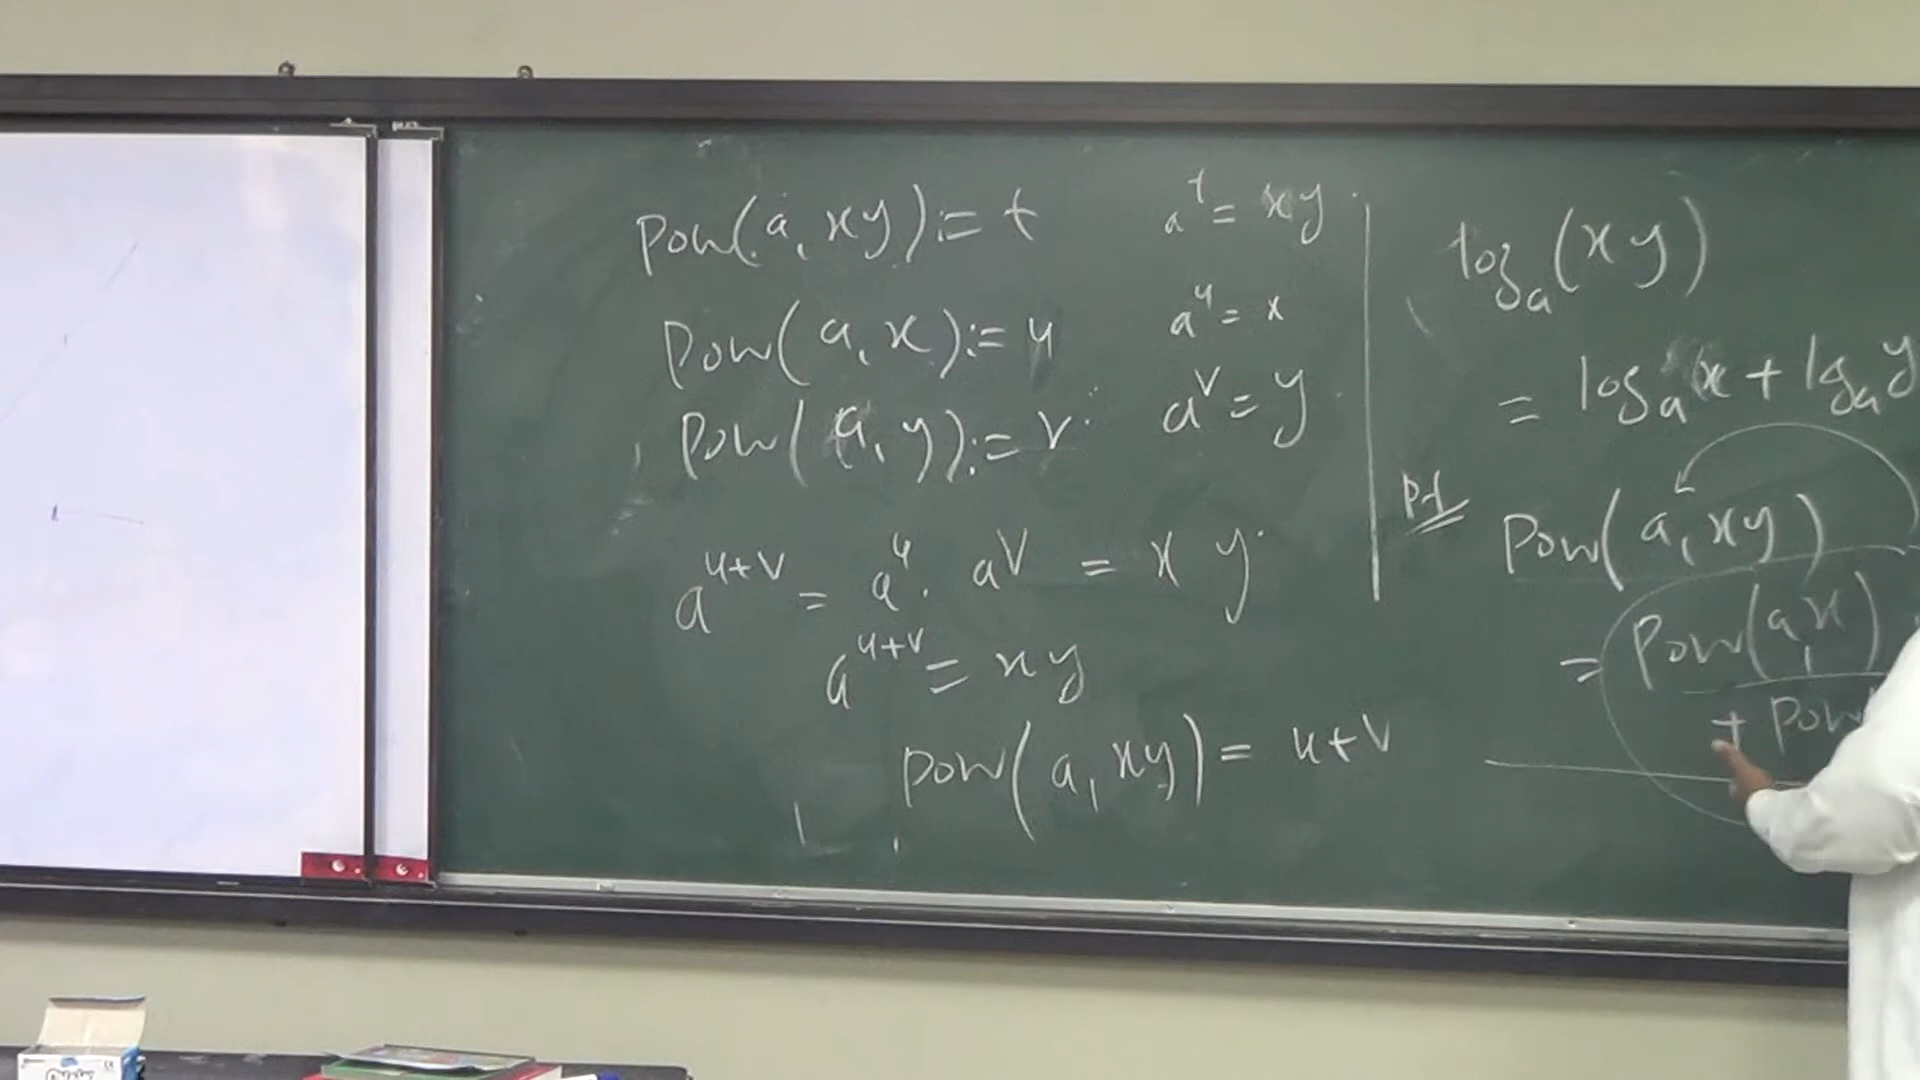 pow(a, xy) := t    a^t = xy
Pow(a, x) := u    a^u = x
Pow(a, y) := v    a^v = y
a^{u+v} = a^u . a^v = x y
a^{u+v} = xy
pow(a, xy) = u+v
log_a(xy)
= log_a x + log_a y
Pf Pow(a, xy)
= Pow(a, x)
+ Pow